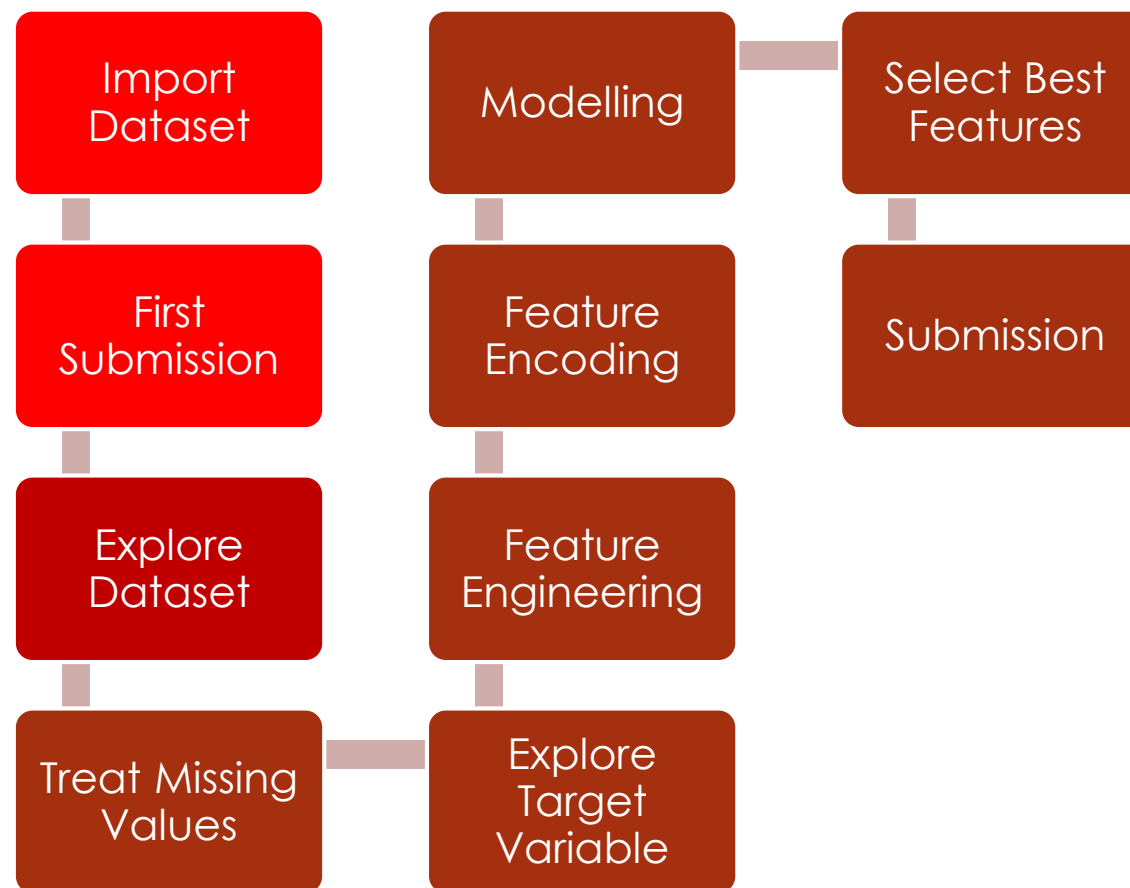 Import
Dataset
First
Submission
Explore
Dataset
Treat Missing
Values
Explore
Target
Variable
Feature
Engineering
Feature
Encoding
Modelling
Select Best
Features
Submission